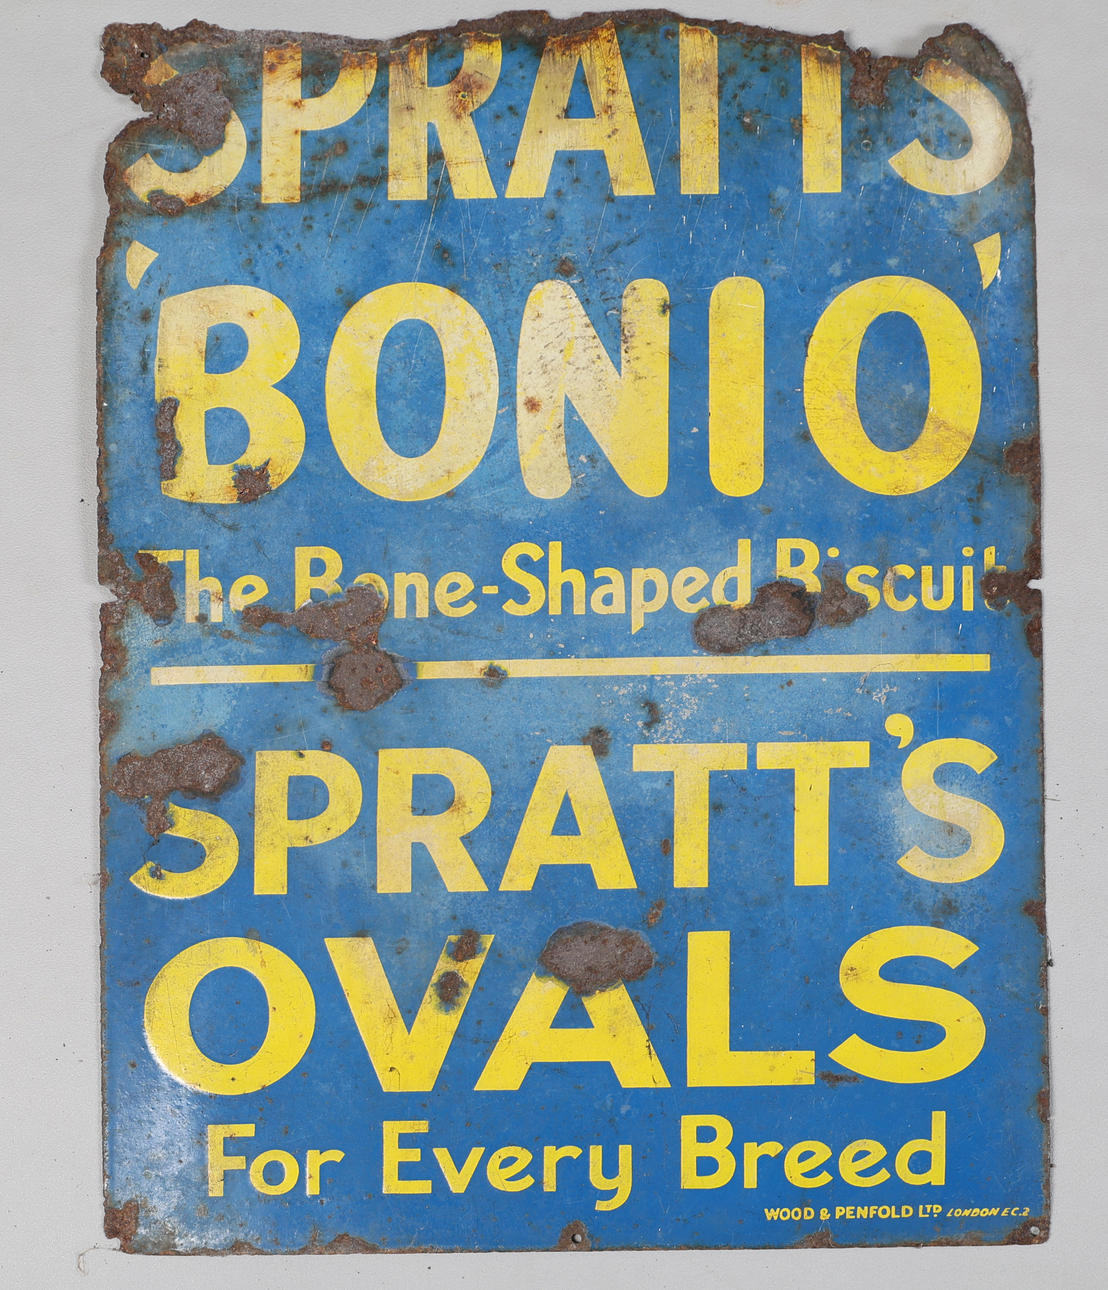 SPRATT'S
'BONIO'
The Bone-Shaped Biscuit
SPRATT'S
OVALS
For Every Breed
WOOD & PENFOLD LTD LONDON E.C.2